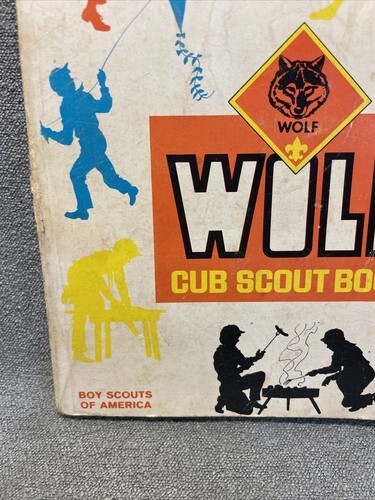 WOLF
WOL
CUB SCOUT BOO
BOY SCOUTS
OF AMERICA